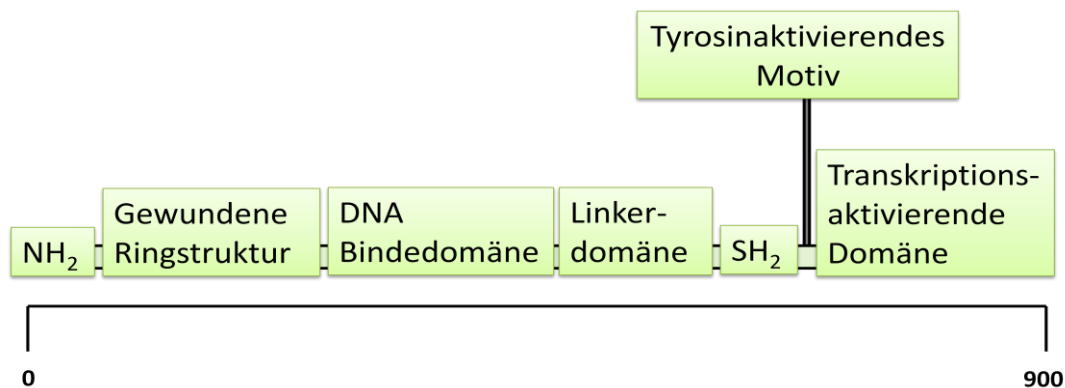 Tyrosinaktivierendes
Motiv
NH₂
Gewundene
Ringstruktur
DNA
Bindedomäne
Linker-
domäne
SH₂
Transkriptions-
aktivierende
Domäne
0
900